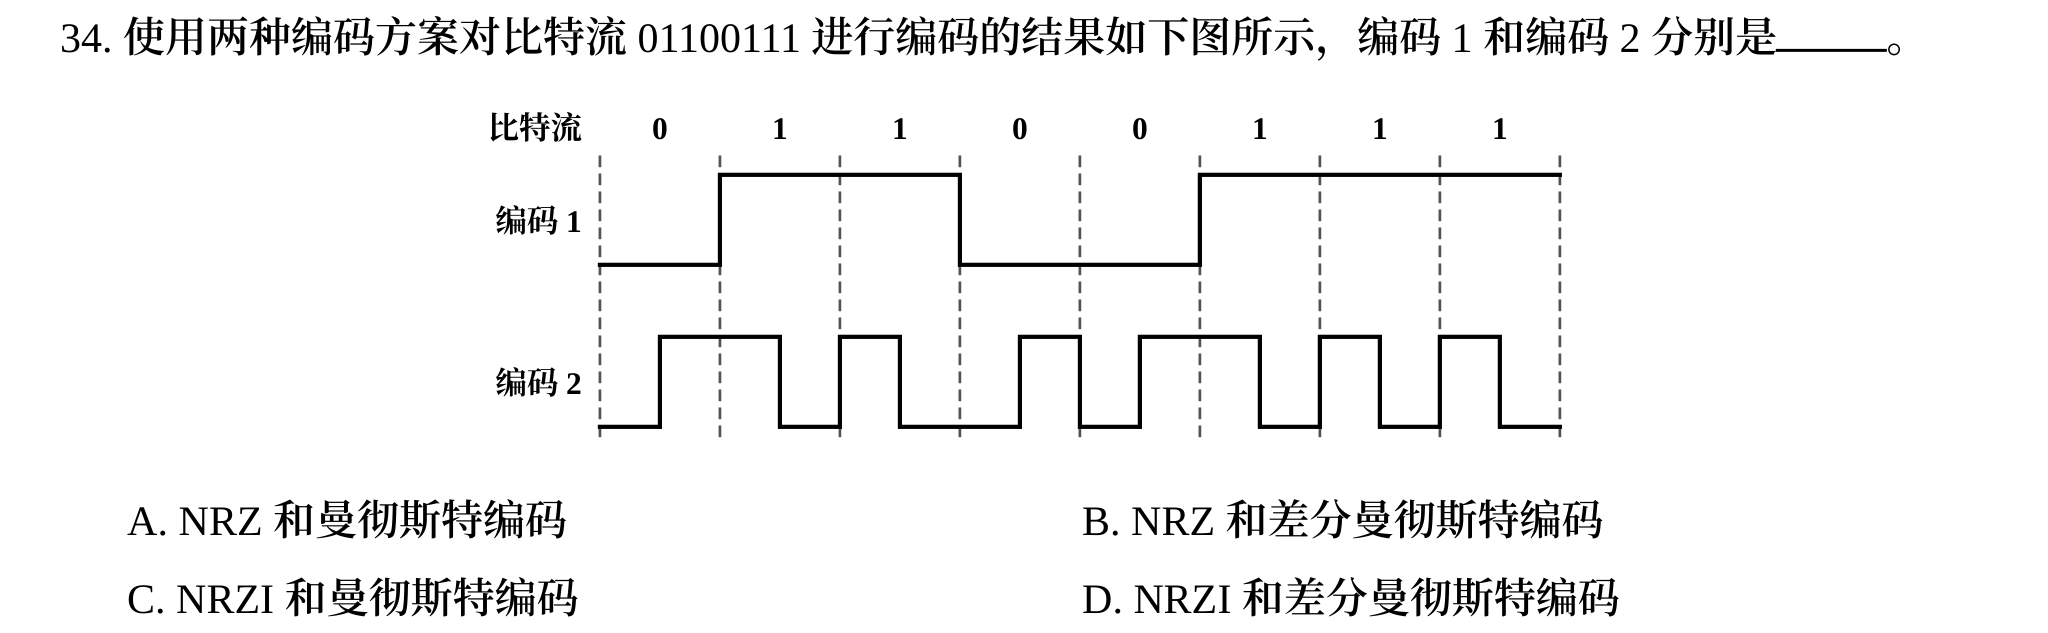 34. 使用两种编码方案对比特流 01100111 进行编码的结果如下图所示，编码 1 和编码 2 分别是______。
比特流 0 1 1 0 0 1 1 1
编码 1
编码 2
A. NRZ 和曼彻斯特编码 B. NRZ 和差分曼彻斯特编码
C. NRZI 和曼彻斯特编码 D. NRZI 和差分曼彻斯特编码